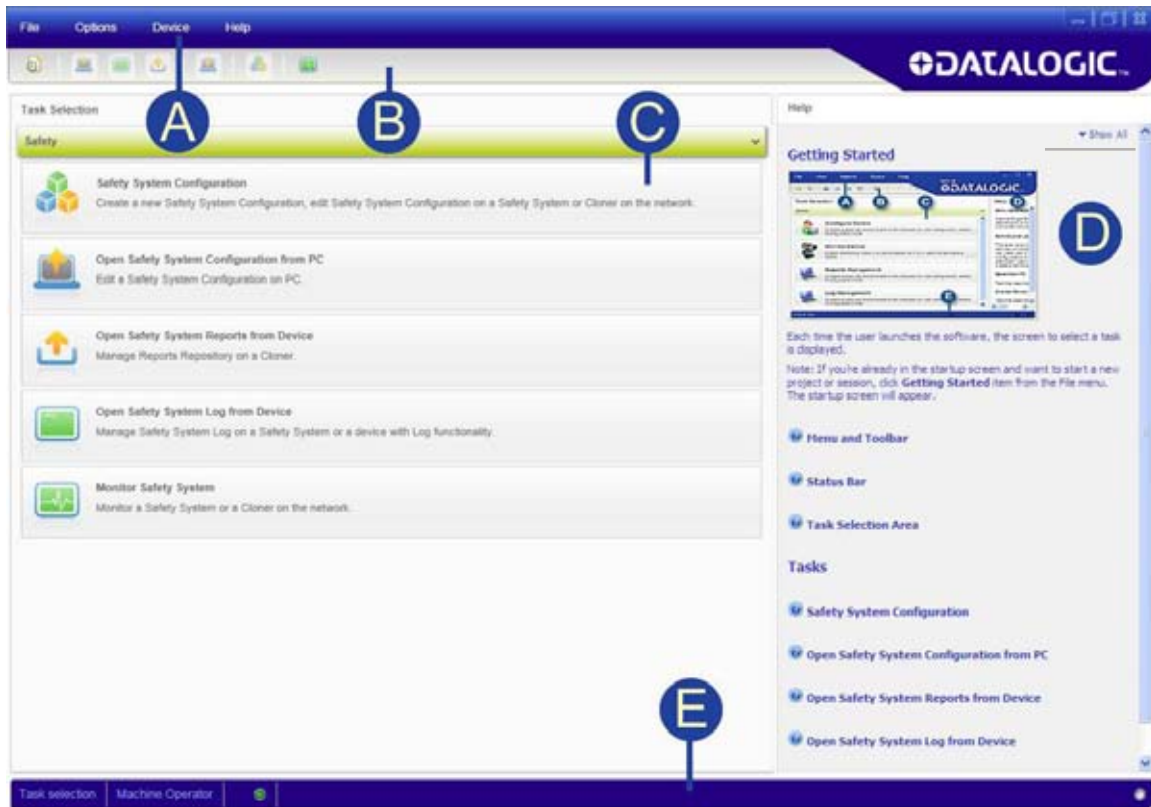 File Options Device Help
DATALOGIC™
A
B
C
Task Selection
Safety
Safety System Configuration
Create a new Safety System Configuration, edit Safety System Configuration on a Safety System or Cloner on the network.
Open Safety System Configuration from PC
Edit a Safety System Configuration on PC.
Open Safety System Reports from Device
Manage Reports Repository on a Cloner.
Open Safety System Log from Device
Manage Safety System Log on a Safety System or a device with Log functionality.
Monitor Safety System
Monitor a Safety System or a Cloner on the network.
Help
Show All
Getting Started
DATALOGIC
A
B
C
D
E
D
Each time the user launches the software, the screen to select a task
is displayed.
Note: If you're already in the startup screen and want to start a new
project or session, click Getting Started item from the File menu.
The startup screen will appear.
Menu and Toolbar
Status Bar
Task Selection Area
Tasks
Safety System Configuration
Open Safety System Configuration from PC
Open Safety System Reports from Device
Open Safety System Log from Device
E
Task selection Machine Operator